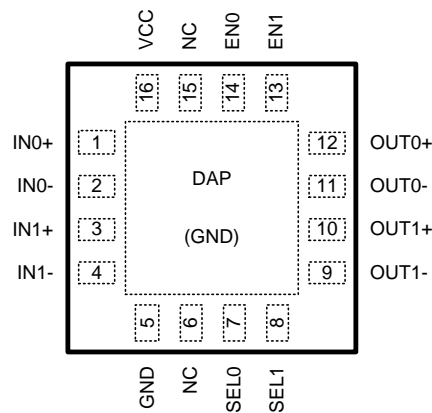 VCC NC EN0 EN1
16 15 14 13
IN0+ 1 12 OUT0+
IN0- 2 11 OUT0-
IN1+ 3 10 OUT1+
IN1- 4 9 OUT1-
DAP
(GND)
5 6 7 8
GND NC SEL0 SEL1